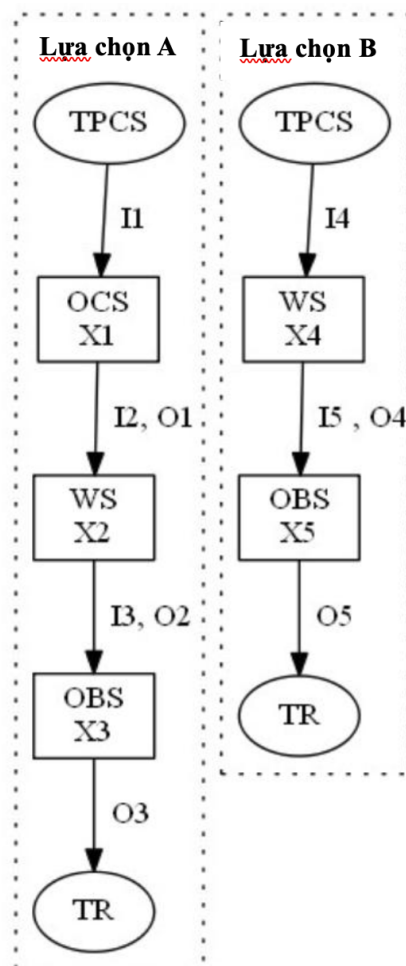 Lựa chọn A
TPCS
I1
OCS
X1
I2, O1
WS
X2
I3, O2
OBS
X3
O3
TR
Lựa chọn B
TPCS
I4
WS
X4
I5 , O4
OBS
X5
O5
TR